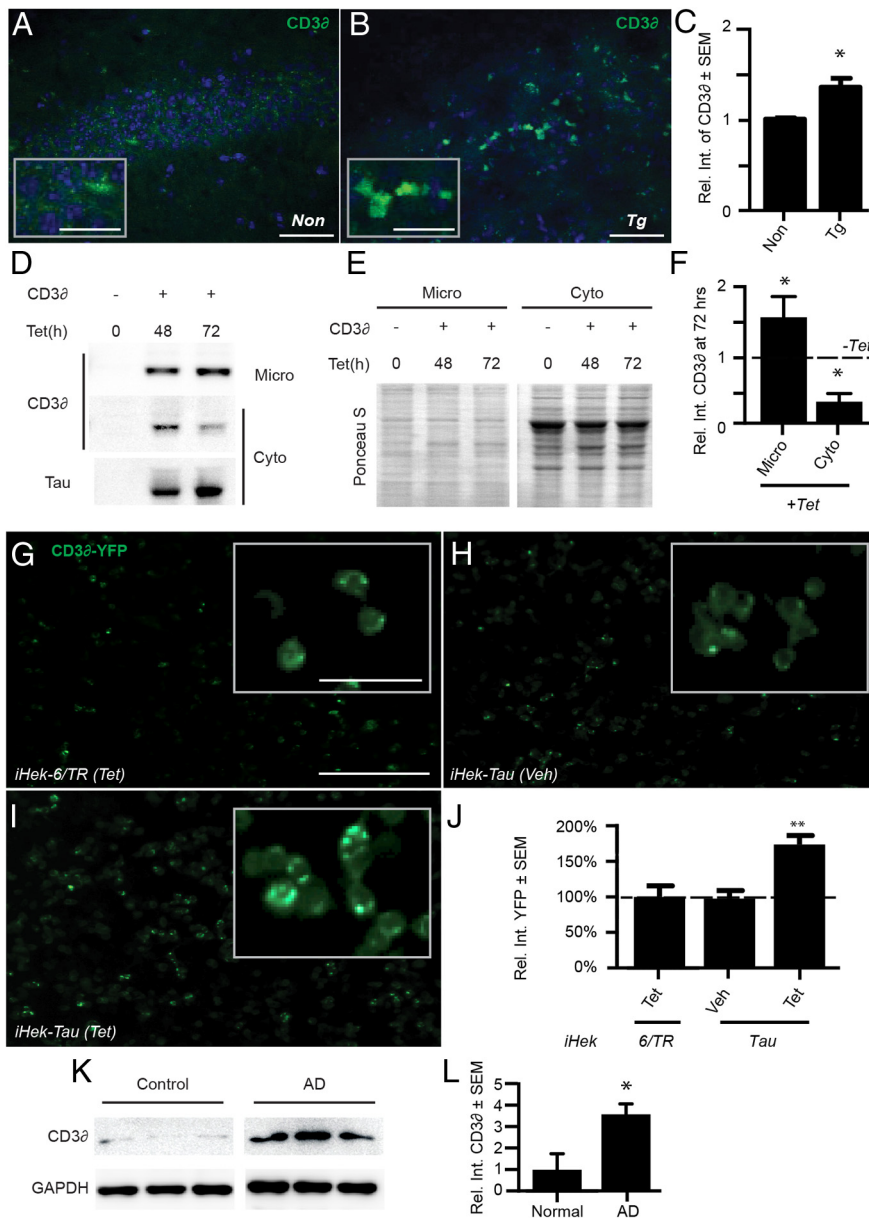 A
CD3∂
Non
B
CD3∂
Tg
C
Rel. Int. of CD3∂ ± SEM
2
1
0
*
Non
Tg
D
CD3∂ - + +
Tet(h) 0 48 72
CD3∂
Micro
Tau
Cyto
E
Micro Cyto
CD3∂ - + + - + +
Tet(h) 0 48 72 0 48 72
Ponceau S
F
Rel. Int. CD3∂ at 72 hrs
2
1
0
*
*
-Tet
Micro
Cyto
+Tet
G
CD3∂-YFP
iHek-6/TR (Tet)
H
iHek-Tau (Veh)
I
iHek-Tau (Tet)
J
Rel. Int. YFP ± SEM
200%
150%
100%
50%
0%
**
Tet
Veh
Tet
iHek 6/TR Tau
K
Control AD
CD3∂
GAPDH
L
Rel. Int. CD3∂ ± SEM
5
4
3
2
1
0
*
Normal AD